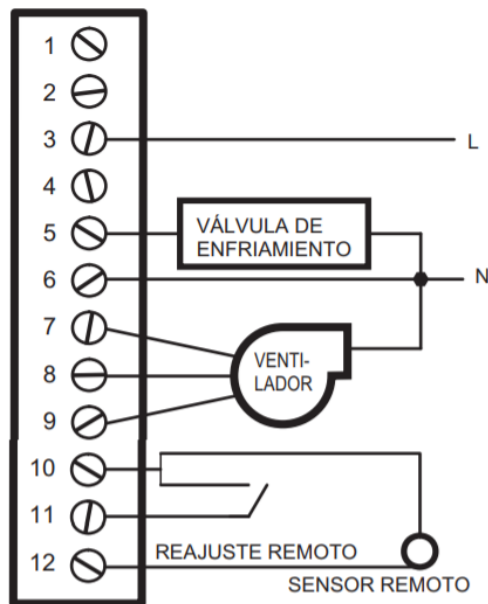 1
2
3
L
4
5
VÁLVULA DE
ENFRIAMIENTO
6
N
7
8
VENTI-
LADOR
9
10
11
12
REAJUSTE REMOTO
SENSOR REMOTO